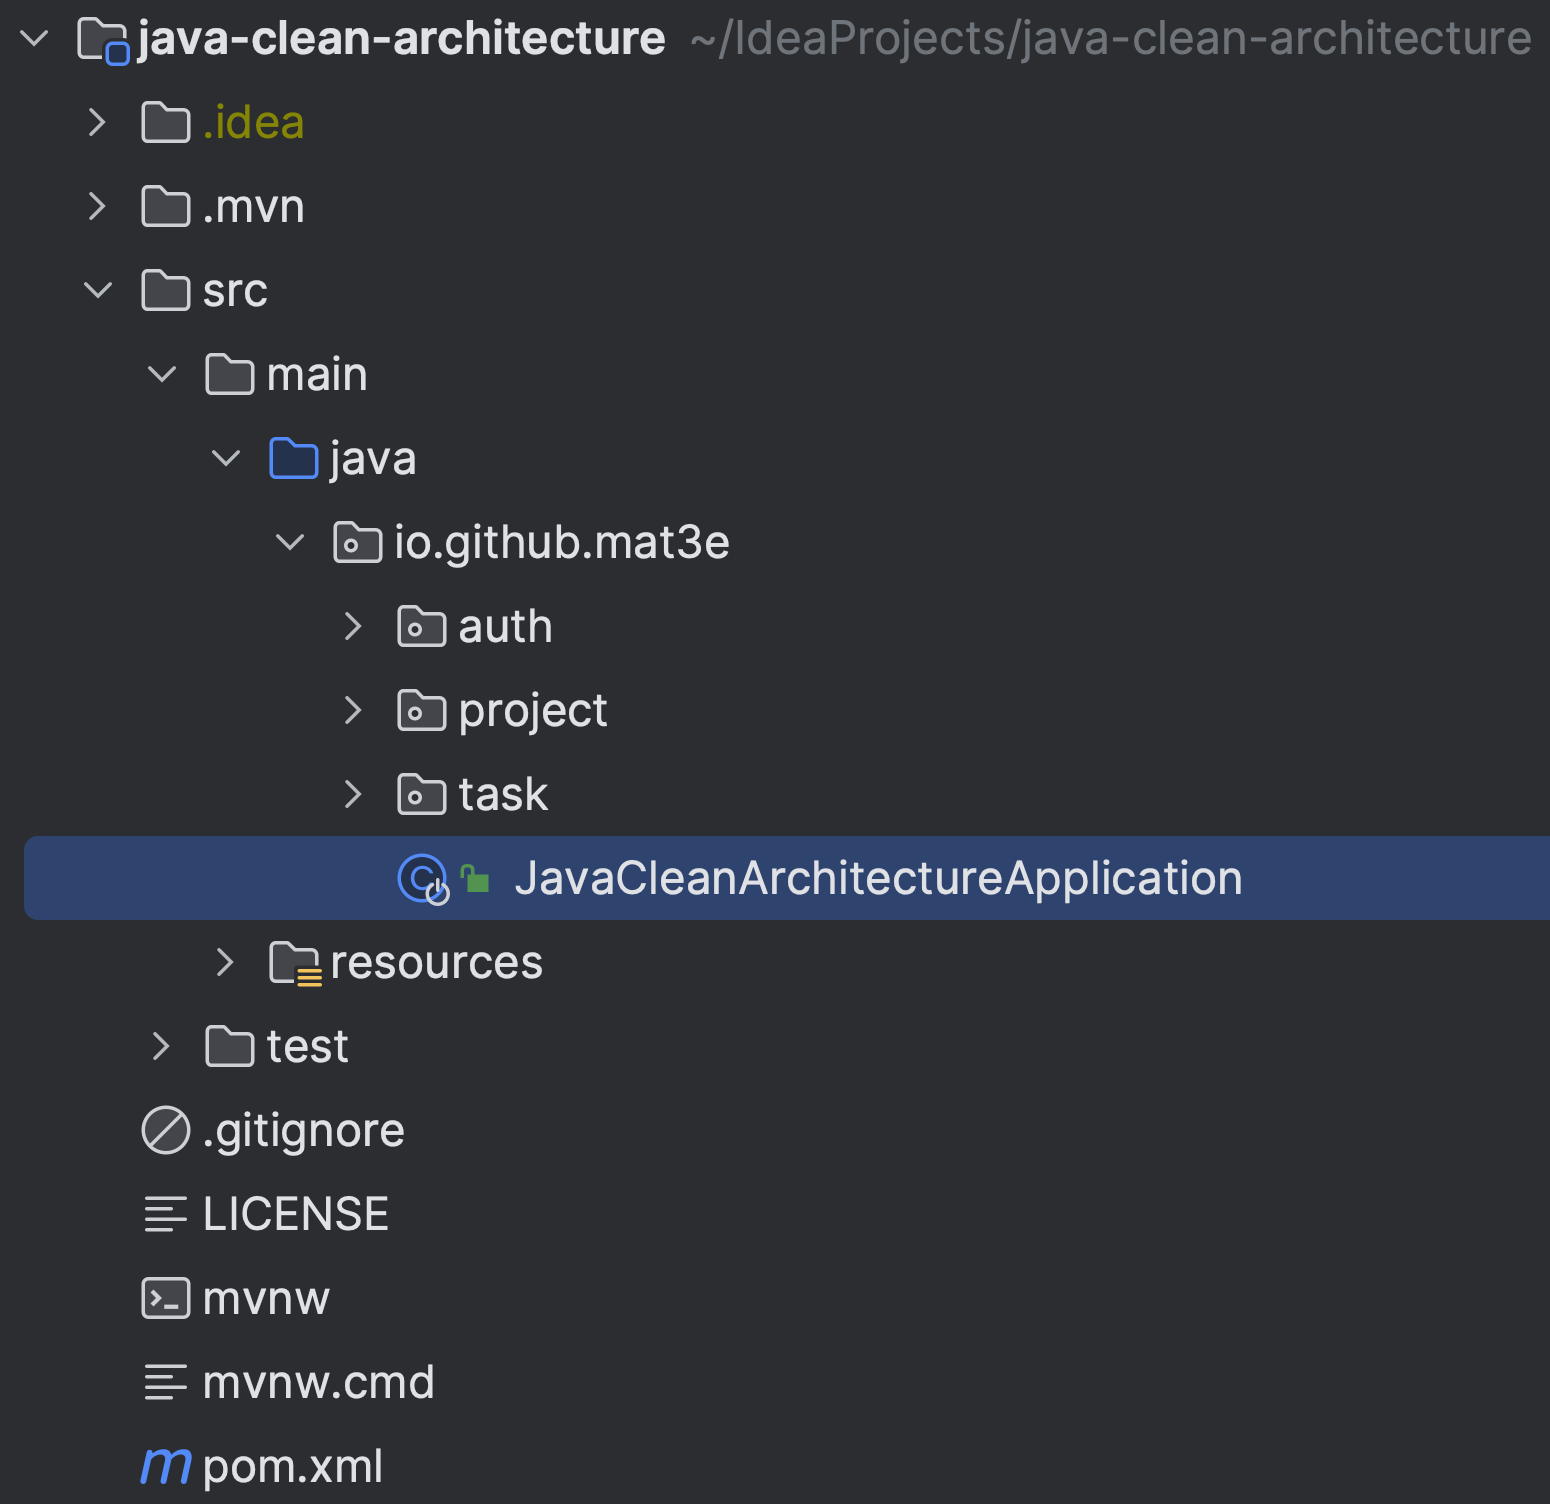 java-clean-architecture ~/IdeaProjects/java-clean-architecture
.idea
.mvn
src
main
java
io.github.mat3e
auth
project
task
JavaCleanArchitectureApplication
resources
test
.gitignore
LICENSE
mvnw
mvnw.cmd
pom.xml